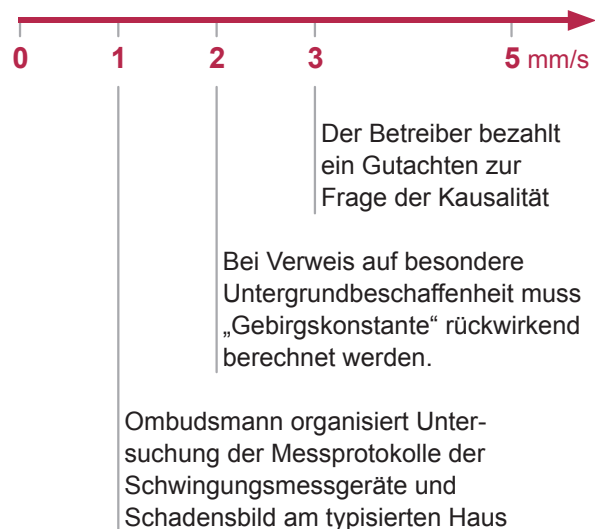 0 1 2 3 5 mm/s
Der Betreiber bezahlt
ein Gutachten zur
Frage der Kausalität
Bei Verweis auf besondere
Untergrundbeschaffenheit muss
„Gebirgskonstante“ rückwirkend
berechnet werden.
Ombudsmann organisiert Unter-
suchung der Messprotokolle der
Schwingungsmessgeräte und
Schadensbild am typisierten Haus